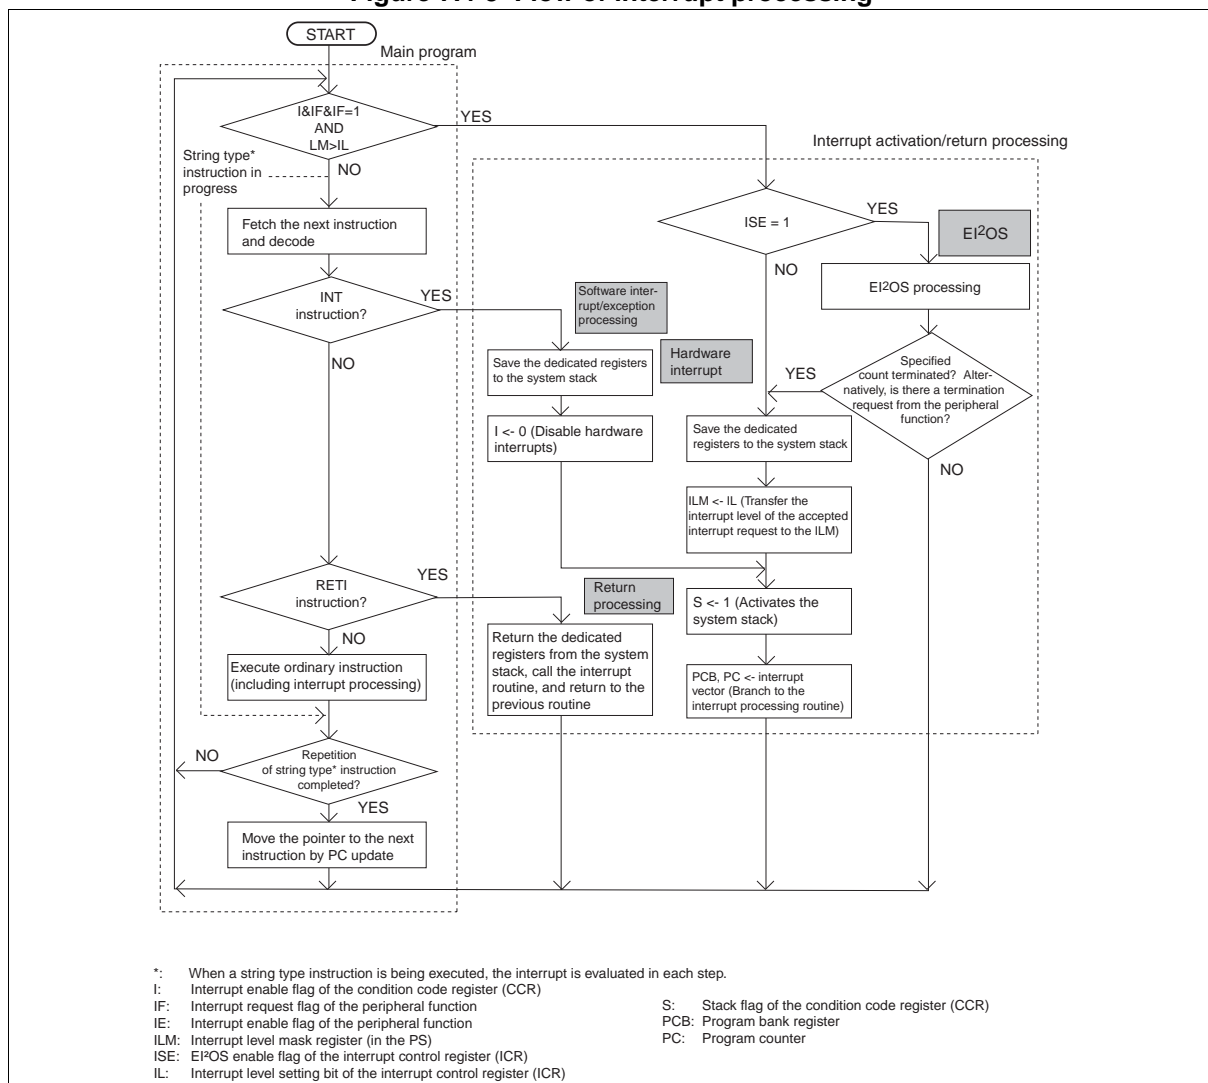 START
Main program
I&IF&IF=1
AND
LM>IL
YES
NO
String type*
instruction in
progress
Interrupt activation/return processing
Fetch the next instruction
and decode
ISE = 1
YES
NO
EI²OS
EI²OS processing
INT
instruction?
YES
NO
Software inter-
rupt/exception
processing
Save the dedicated registers
to the system stack
Hardware
interrupt
Specified
count terminated? Alter-
natively, is there a termination
request from the peripheral
function?
YES
NO
I <- 0 (Disable hardware
interrupts)
Save the dedicated
registers to the system stack
ILM <- IL (Transfer the
interrupt level of the accepted
interrupt request to the ILM)
RETI
instruction?
YES
NO
Return
processing
S <- 1 (Activates the
system stack)
Execute ordinary instruction
(including interrupt processing)
Return the dedicated
registers from the system
stack, call the interrupt
routine, and return to the
previous routine
PCB, PC <- interrupt
vector (Branch to the
interrupt processing routine)
Repetition
of string type* instruction
completed?
NO
YES
Move the pointer to the next
instruction by PC update
*: When a string type instruction is being executed, the interrupt is evaluated in each step.
I: Interrupt enable flag of the condition code register (CCR)
IF: Interrupt request flag of the peripheral function
IE: Interrupt enable flag of the peripheral function
ILM: Interrupt level mask register (in the PS)
ISE: EI²OS enable flag of the interrupt control register (ICR)
IL: Interrupt level setting bit of the interrupt control register (ICR)
S: Stack flag of the condition code register (CCR)
PCB: Program bank register
PC: Program counter